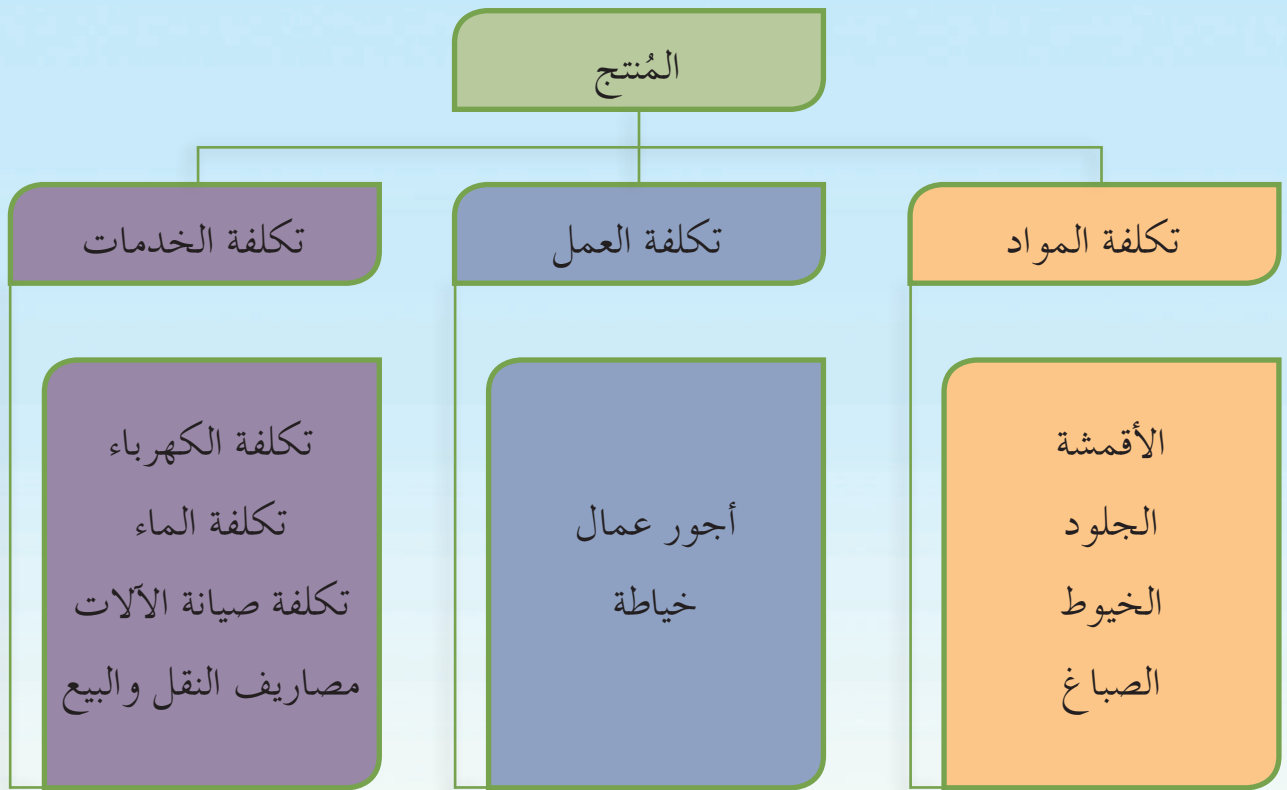 المُنتج
تكلفة المواد
تكلفة العمل
تكلفة الخدمات
الأقمشة
الجلود
الخيوط
الصباغ
أجور عمال
خياطة
تكلفة الكهرباء
تكلفة الماء
تكلفة صيانة الآلات
مصاريف النقل والبيع